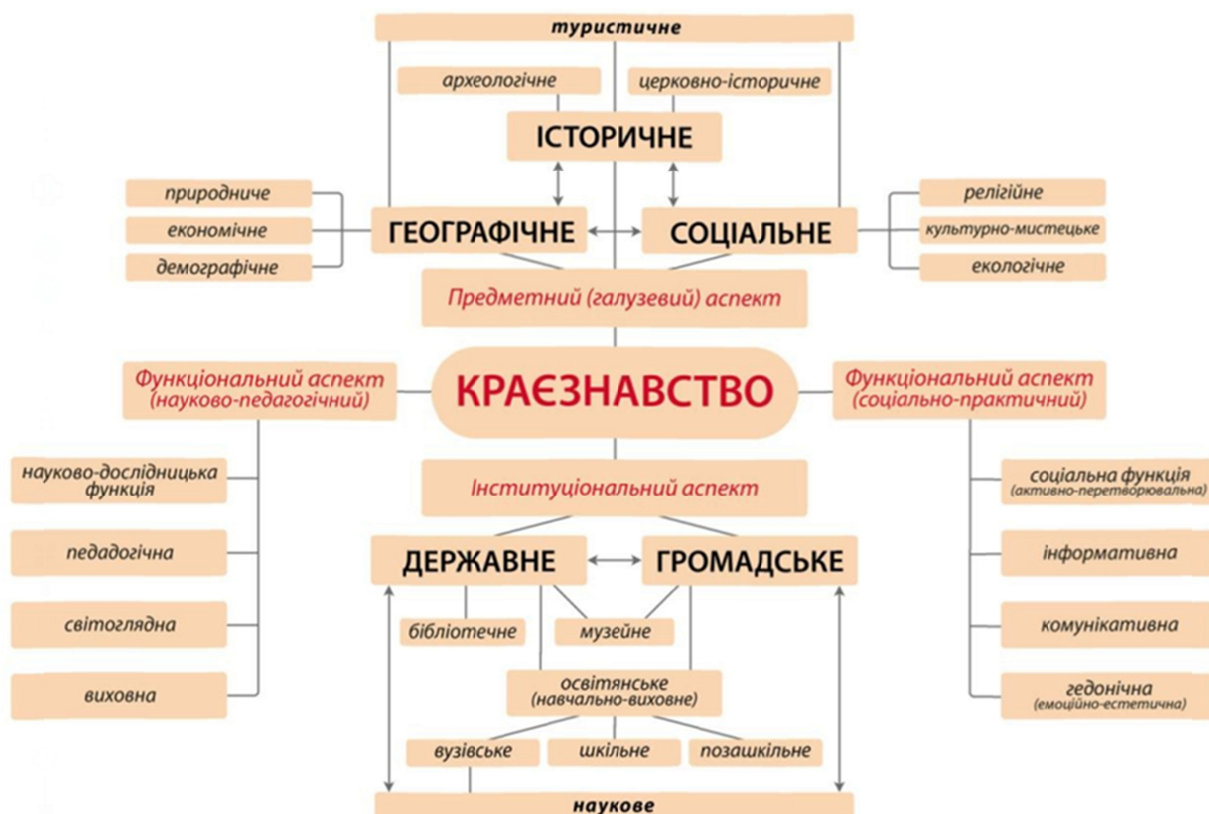 туристичне
археологічне
церковно-історичне
ІСТОРИЧНЕ
природниче
економічне
демографічне
ГЕОГРАФІЧНЕ
СОЦІАЛЬНЕ
релігійне
культурно-мистецьке
екологічне
Предметний (галузевий) аспект
Функціональний аспект
(науково-педагогічний)
КРАЄЗНАВСТВО
Функціональний аспект
(соціально-практичний)
науково-дослідницька
функція
педадогічна
світоглядна
виховна
Інституціональний аспект
ДЕРЖАВНЕ
ГРОМАДСЬКЕ
бібліотечне
музейне
освітянське
(навчально-виховне)
вузівське
шкільне
позашкільне
наукове
соціальна функція
(активно-перетворювальна)
інформативна
комунікативна
гедонічна
(емоційно-естетична)